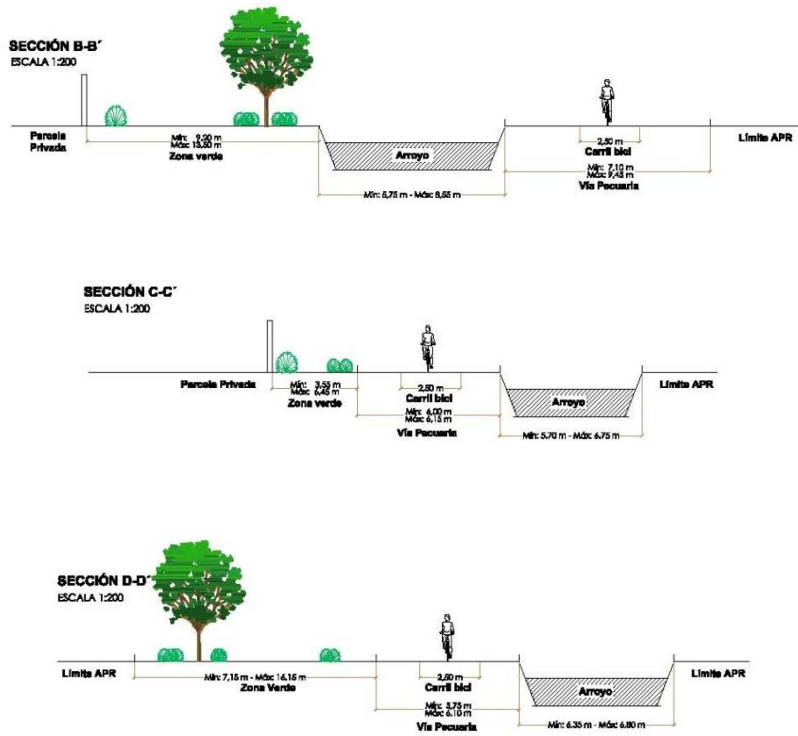 SECCIÓN B-B´
ESCALA 1:200
Parcela
Privada
Mín: 9,20 m
Máx: 13,50 m
Zona verde
Arroyo
Mín: 5,75 m - Máx: 8,55 m
2,50 m
Carril bici
Mín: 7,10 m
Máx: 9,45 m
Vía Pecuaria
Límite APR
SECCIÓN C-C´
ESCALA 1:200
Parcela Privada
Mín: 3,55 m
Máx: 6,45 m
Zona verde
2,50 m
Carril bici
Mín: 6,00 m
Máx: 6,15 m
Vía Pecuaria
Arroyo
Mín: 5,70 m - Máx: 6,75 m
Límite APR
SECCIÓN D-D´
ESCALA 1:200
Límite APR
Mín: 7,15 m - Máx: 16,15 m
Zona Verde
2,50 m
Carril bici
Mín: 5,75 m
Máx: 6,10 m
Vía Pecuaria
Arroyo
Mín: 6,35 m - Máx: 6,80 m
Límite APR